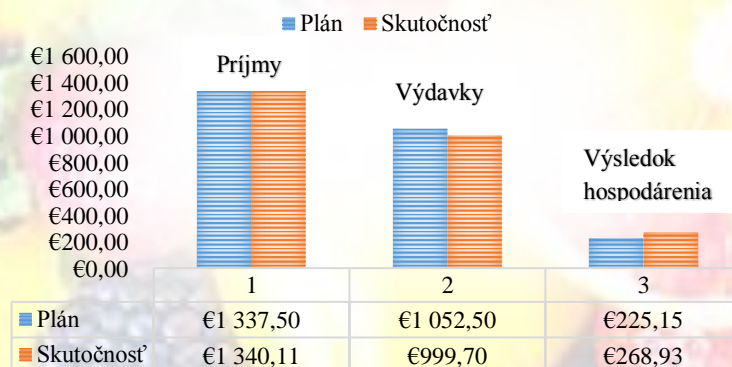 Plán Skutočnosť
€1 600,00
€1 400,00
€1 200,00
€1 000,00
€800,00
€600,00
€400,00
€200,00
€0,00
Príjmy
Výdavky
Výsledok
hospodárenia
1 2 3
Plán €1 337,50 €1 052,50 €225,15
Skutočnosť €1 340,11 €999,70 €268,93